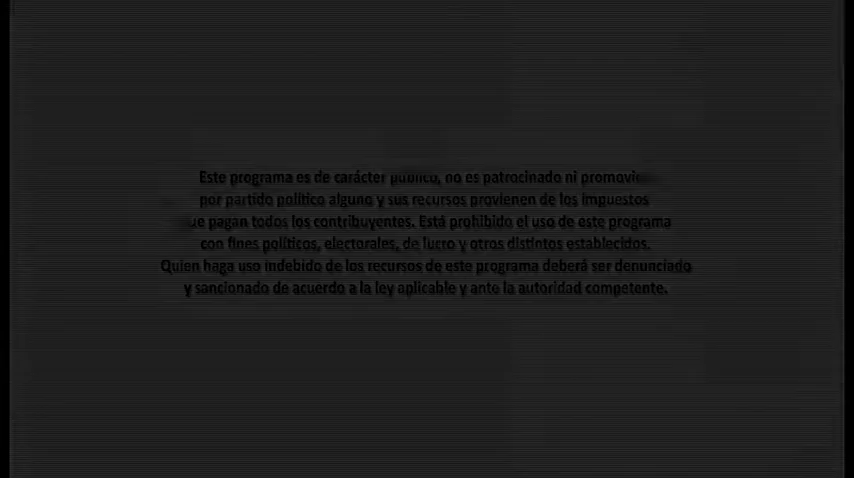 Este programa es de carácter público, no es patrocinado ni promovido
por partido político alguno y sus recursos provienen de los impuestos
que pagan todos los contribuyentes. Está prohibido el uso de este programa
con fines políticos, electorales, de lucro y otros distintos establecidos.
Quien haga uso indebido de los recursos de este programa deberá ser denunciado
y sancionado de acuerdo a la ley aplicable y ante la autoridad competente.